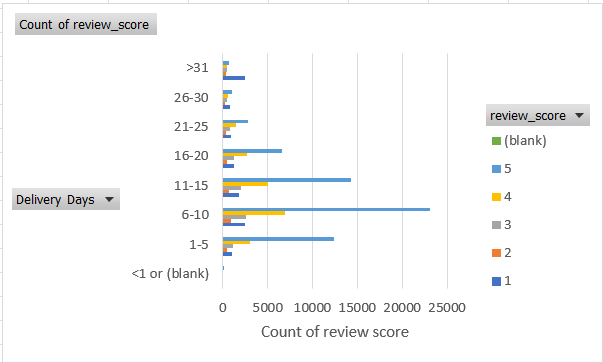 Count of review_score
>31
26-30
21-25
16-20
11-15
6-10
1-5
<1 or (blank)
Delivery Days
0 5000 10000 15000 20000 25000
Count of review score
review_score
(blank)
5
4
3
2
1